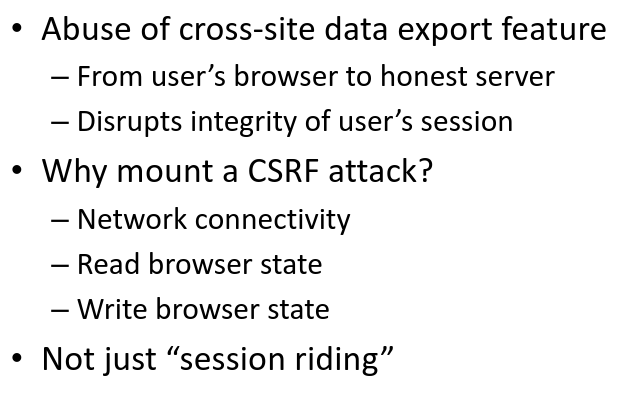 • Abuse of cross-site data export feature
– From user’s browser to honest server
– Disrupts integrity of user’s session
• Why mount a CSRF attack?
– Network connectivity
– Read browser state
– Write browser state
• Not just “session riding”